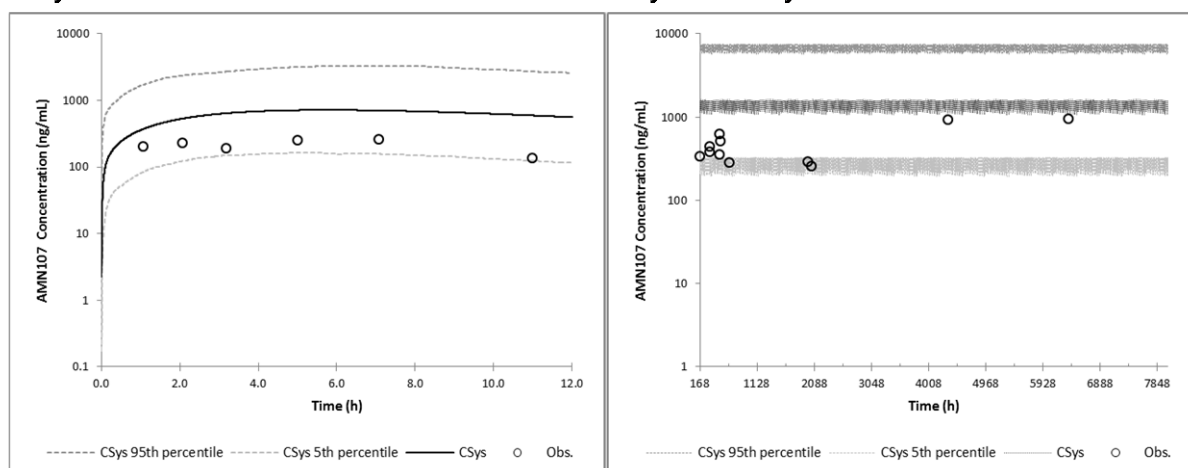 AMN107 Concentration (ng/mL)
10000
1000
100
10
1
0.1
0.0 2.0 4.0 6.0 8.0 10.0 12.0
Time (h)
CSys 95th percentile CSys 5th percentile CSys Obs.
AMN107 Concentration (ng/mL)
10000
1000
100
10
1
168 1128 2088 3048 4008 4968 5928 6888 7848
Time (h)
CSys 95th percentile CSys 5th percentile CSys Obs.